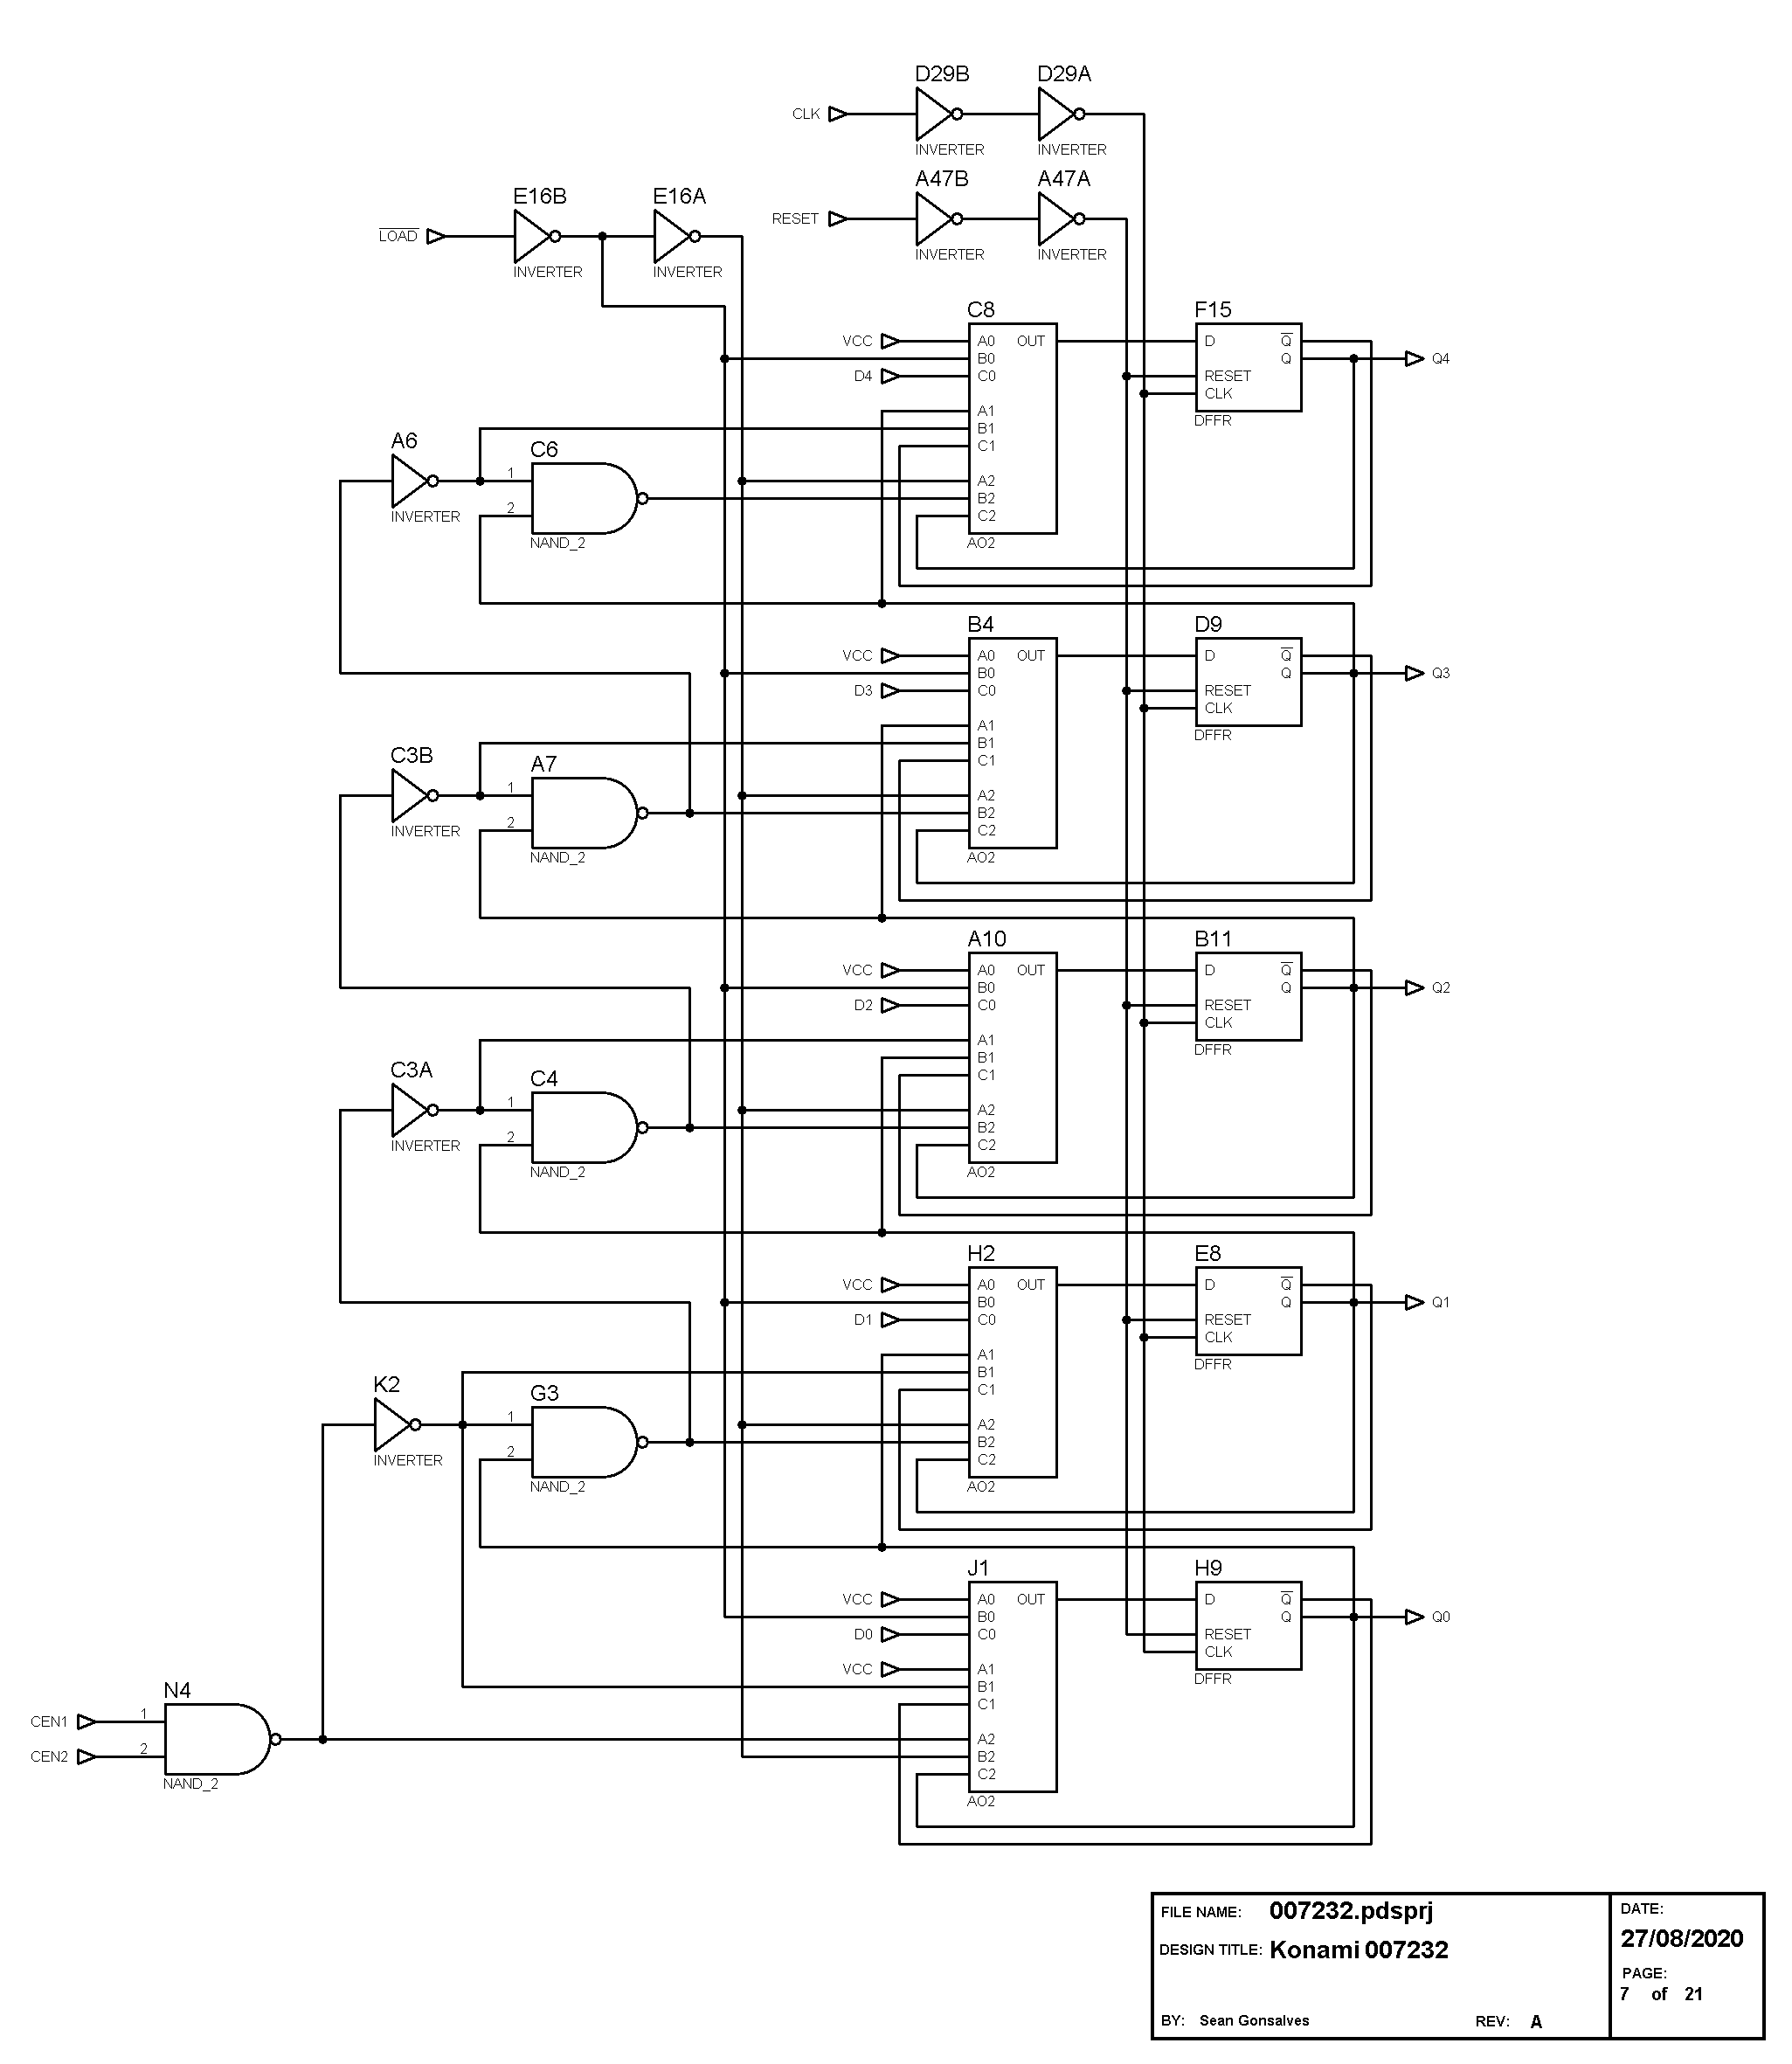 D29B D29A
CLK
INVERTER INVERTER
A47B A47A
RESET
INVERTER INVERTER
E16B E16A
LOAD
INVERTER INVERTER
C8 F15
VCC A0 OUT D Q
B0 Q Q4
D4 C0 RESET
CLK
A1 DFFR
B1
A6 C6 C1
1 A2
B2
INVERTER 2 C2
NAND_2 AO2
B4 D9
VCC A0 OUT D Q
B0 Q Q3
D3 C0 RESET
CLK
A1 DFFR
B1
C3B A7 C1
1 A2
B2
INVERTER 2 C2
NAND_2 AO2
A10 B11
VCC A0 OUT D Q
B0 Q Q2
D2 C0 RESET
CLK
A1 DFFR
B1
C3A C4 C1
1 A2
B2
INVERTER 2 C2
NAND_2 AO2
H2 E8
VCC A0 OUT D Q
B0 Q Q1
D1 C0 RESET
CLK
A1 DFFR
B1
K2 G3 C1
1 A2
B2
INVERTER 2 C2
NAND_2 AO2
J1 H9
VCC A0 OUT D Q
B0 Q Q0
D0 C0 RESET
CLK
VCC A1 DFFR
B1
N4 C1
CEN1 1
A2
CEN2 2 B2
C2
NAND_2
AO2
FILE NAME: 007232.pdsprj
DESIGN TITLE: Konami 007232
BY: Sean Gonsalves REV: A
DATE:
27/08/2020
PAGE:
7 of 21